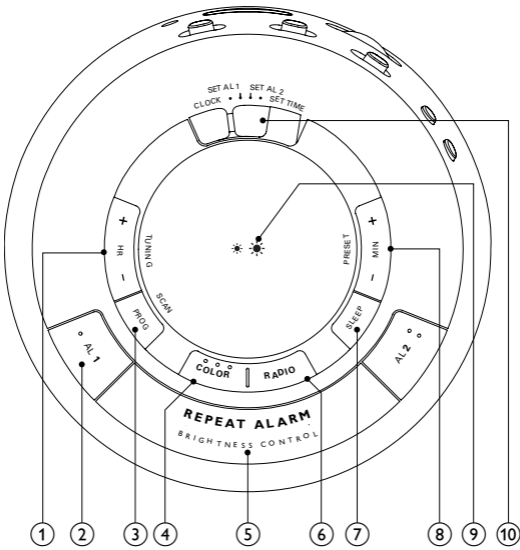 SET AL 1 SET AL 2
CLOCK SET TIME
+ HR −
TUNING
SCAN
PRESET
+ MIN −
PROG
SLEEP
AL 1
AL 2
COLOR
RADIO
REPEAT ALARM
BRIGHTNESS CONTROL
1 2 3 4 5 6 7 8 9 10